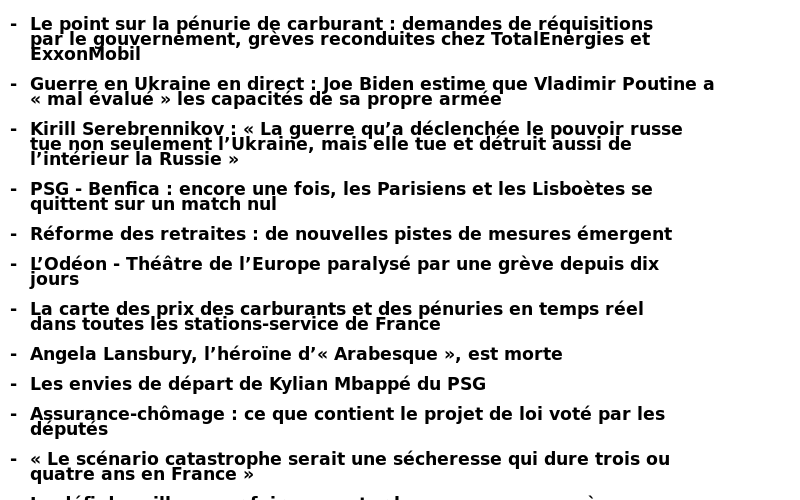 - Le point sur la pénurie de carburant : demandes de réquisitions
par le gouvernement, grèves reconduites chez TotalEnergies et
ExxonMobil
- Guerre en Ukraine en direct : Joe Biden estime que Vladimir Poutine a
« mal évalué » les capacités de sa propre armée
- Kirill Serebrennikov : « La guerre qu’a déclenchée le pouvoir russe
tue non seulement l’Ukraine, mais elle tue et détruit aussi de
l’intérieur la Russie »
- PSG - Benfica : encore une fois, les Parisiens et les Lisboètes se
quittent sur un match nul
- Réforme des retraites : de nouvelles pistes de mesures émergent
- L’Odéon - Théâtre de l’Europe paralysé par une grève depuis dix
jours
- La carte des prix des carburants et des pénuries en temps réel
dans toutes les stations-service de France
- Angela Lansbury, l’héroïne d’« Arabesque », est morte
- Les envies de départ de Kylian Mbappé du PSG
- Assurance-chômage : ce que contient le projet de loi voté par les
députés
- « Le scénario catastrophe serait une sécheresse qui dure trois ou
quatre ans en France »